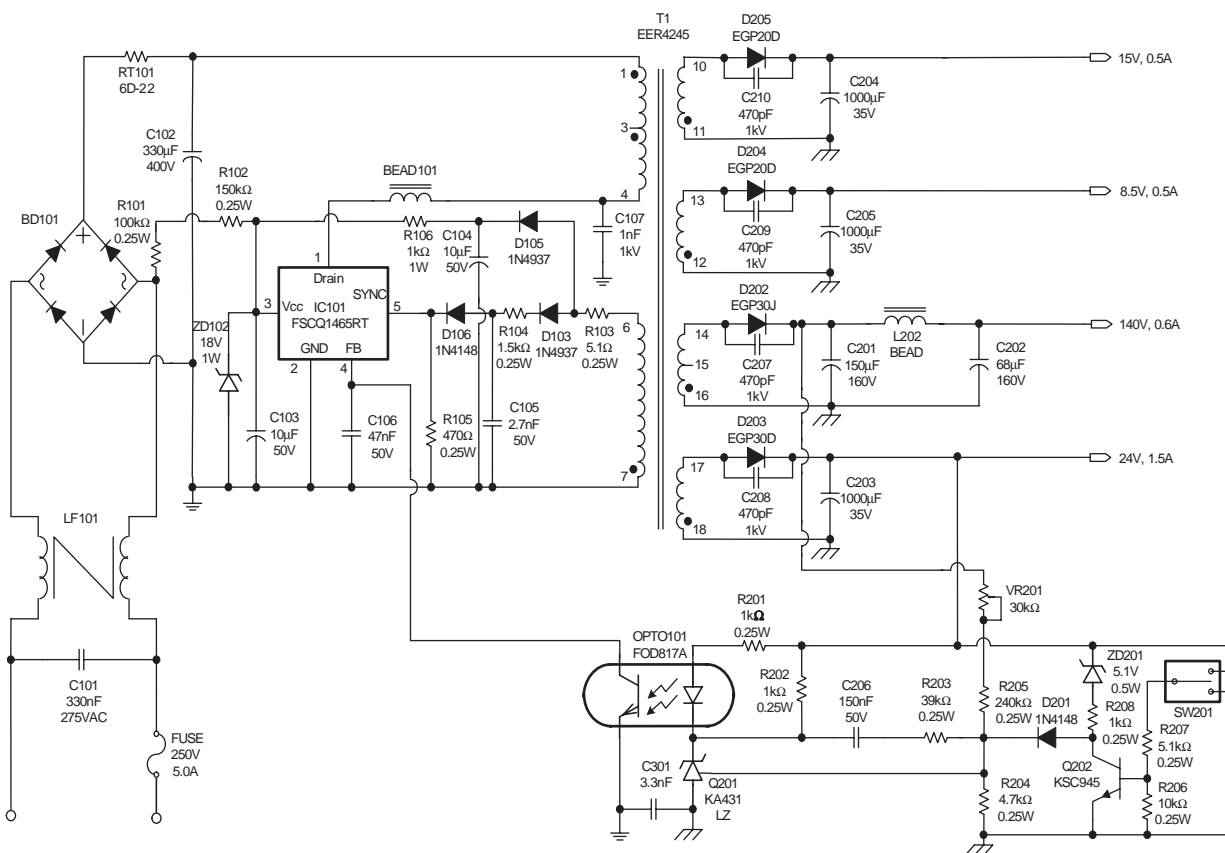 T1
EER4245
D205
EGP20D
RT101
6D-22
1
3
4
10
11
C210
470pF
1kV
C204
1000μF
35V
15V, 0.5A
C102
330μF
400V
R102
150kΩ
0.25W
BEAD101
D204
EGP20D
13
12
C209
470pF
1kV
C205
1000μF
35V
8.5V, 0.5A
BD101
R101
100kΩ
0.25W
R106
1kΩ
1W
C104
10μF
50V
D105
1N4937
C107
1nF
1kV
1
Drain
SYNC
3
Vcc
IC101
FSCQ1465RT
5
GND
FB
2
4
ZD102
18V
1W
D106
1N4148
R104
1.5kΩ
0.25W
D103
1N4937
R103
5.1Ω
0.25W
6
7
D202
EGP30J
14
15
16
C207
470pF
1kV
C201
150μF
160V
L202
BEAD
C202
68μF
160V
140V, 0.6A
C103
10μF
50V
C106
47nF
50V
R105
470Ω
0.25W
C105
2.7nF
50V
D203
EGP30D
17
18
C208
470pF
1kV
C203
1000μF
35V
24V, 1.5A
LF101
C101
330nF
275VAC
FUSE
250V
5.0A
VR201
30kΩ
R201
1kΩ
0.25W
OPTO101
FOD817A
R202
1kΩ
0.25W
C206
150nF
50V
R203
39kΩ
0.25W
R205
240kΩ
0.25W
D201
1N4148
ZD201
5.1V
0.5W
R208
1kΩ
0.25W
SW201
R207
5.1kΩ
0.25W
C301
3.3nF
Q201
KA431
LZ
R204
4.7kΩ
0.25W
Q202
KSC945
R206
10kΩ
0.25W